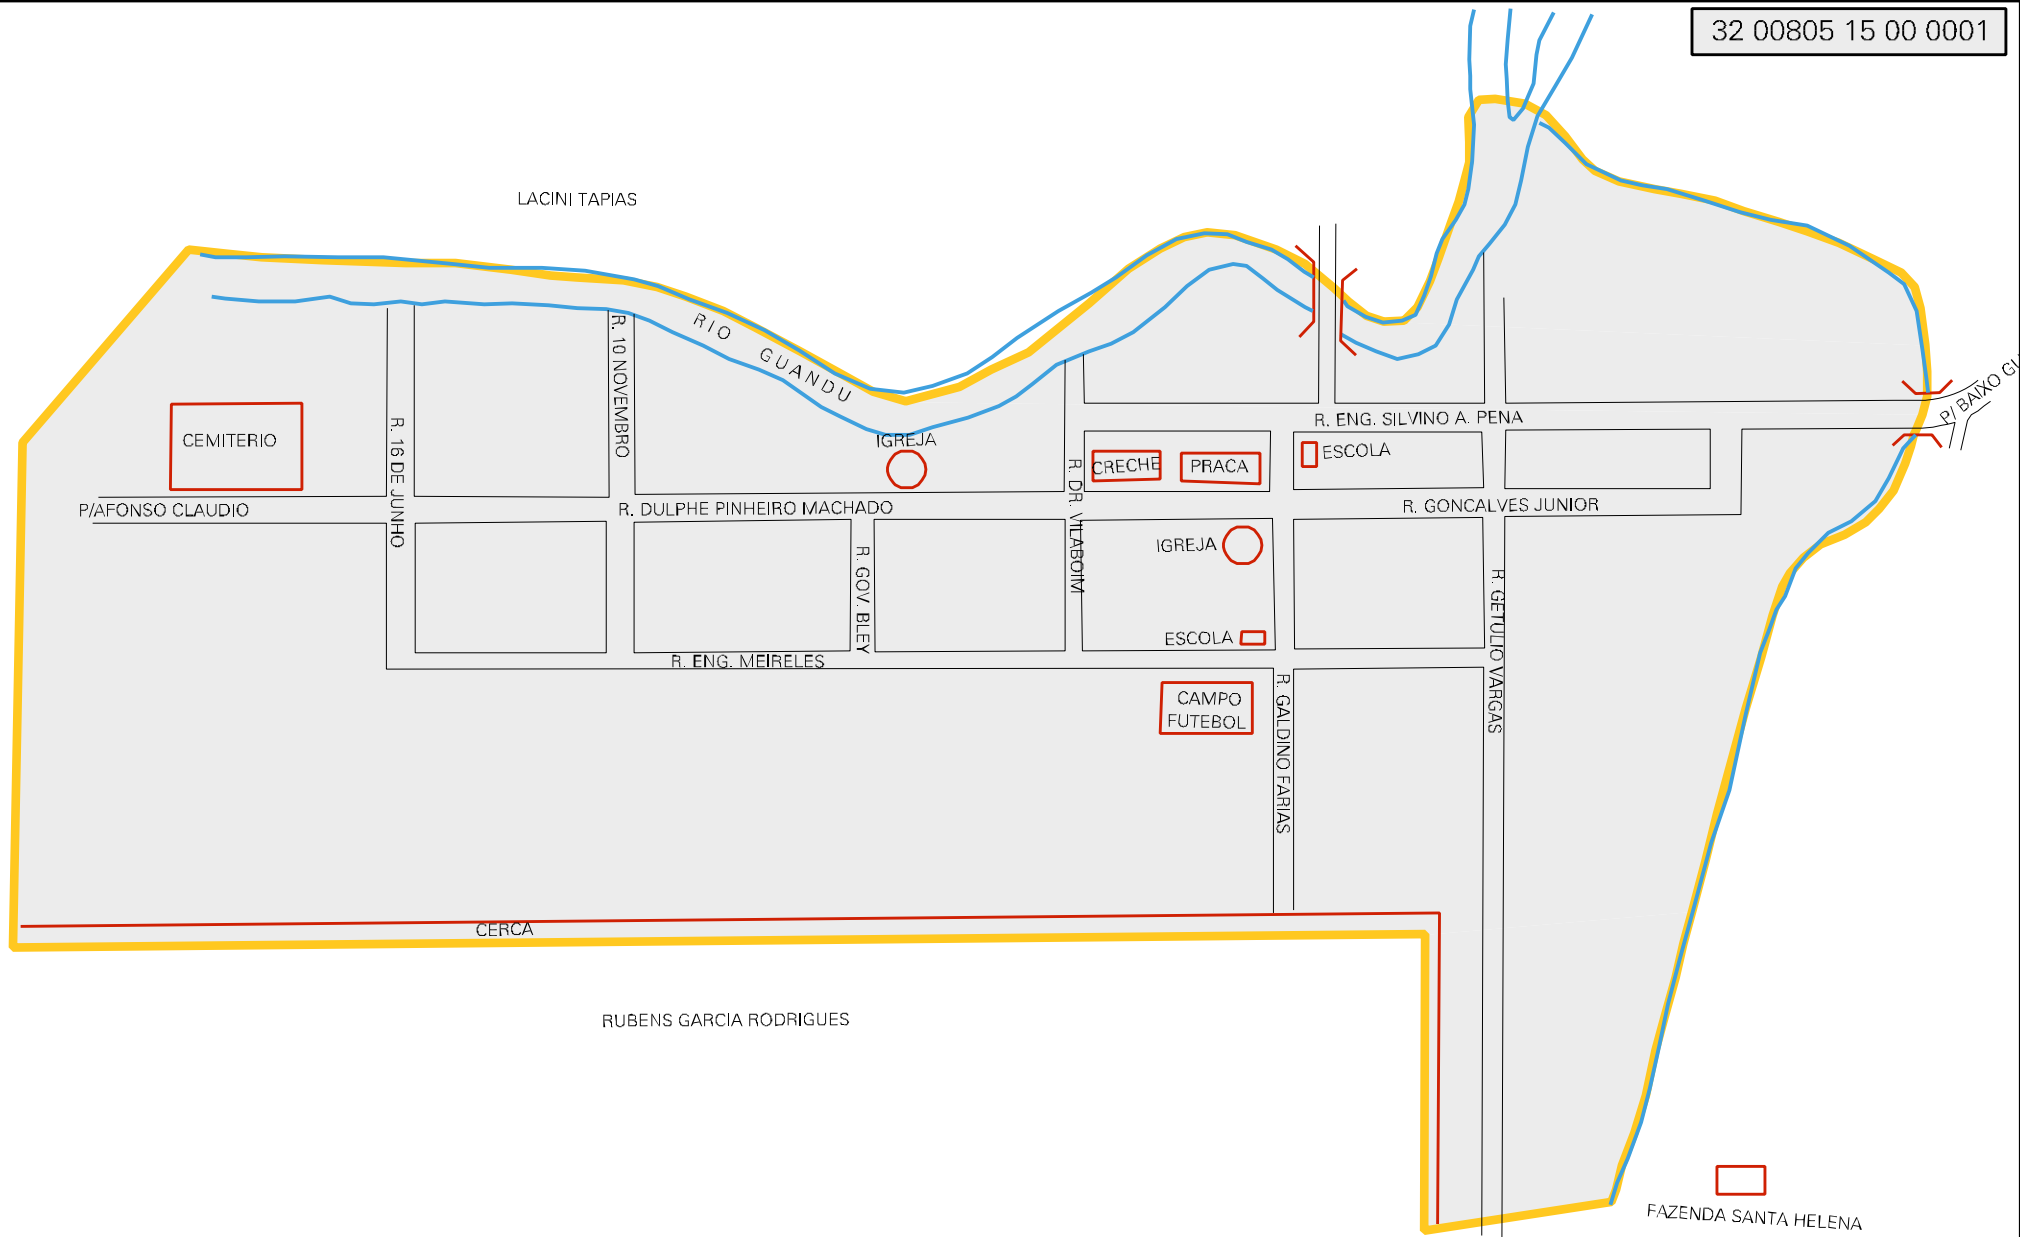 32 00805 15 00 0001
LACINI TAPIAS
RIO GUANDU
P/ BAIXO
R. ENG. SILVINO A. PENA
R. 10 NOVEMBRO
R. 16 DE JUNHO
CEMITERIO
IGREJA
CRECHE
PRACA
ESCOLA
R. DR. VILABOIM
P/AFONSO CLAUDIO
R. DULPHE PINHEIRO MACHADO
R. GONCALVES JUNIOR
IGREJA
R. GOV. BLEY
R. GETULIO VARGAS
ESCOLA
R. ENG. MEIRELES
CAMPO
FUTEBOL
R. GALDINO FARIAS
CERCA
RUBENS GARCIA RODRIGUES
FAZENDA SANTA HELENA